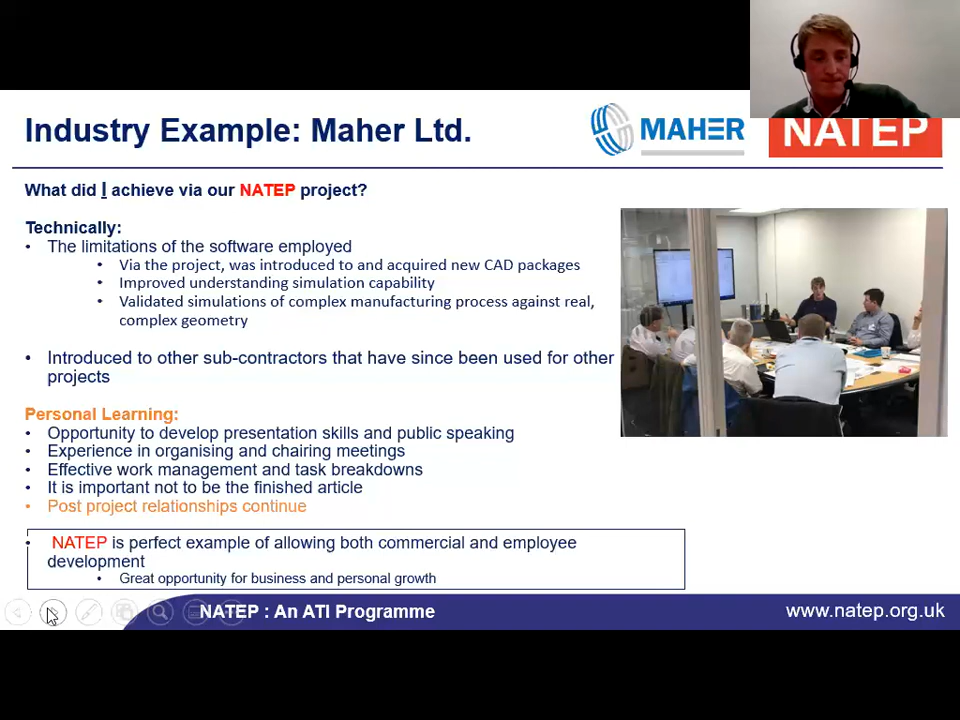 Industry Example: Maher Ltd.
MAHER
NATEP
What did I achieve via our NATEP project?
Technically:
• The limitations of the software employed
• Via the project, was introduced to and acquired new CAD packages
• Improved understanding simulation capability
• Validated simulations of complex manufacturing process against real,
complex geometry
• Introduced to other sub-contractors that have since been used for other
projects
Personal Learning:
• Opportunity to develop presentation skills and public speaking
• Experience in organising and chairing meetings
• Effective work management and task breakdowns
• It is important not to be the finished article
• Post project relationships continue
• NATEP is perfect example of allowing both commercial and employee
development
• Great opportunity for business and personal growth
NATEP : An ATI Programme
www.natep.org.uk